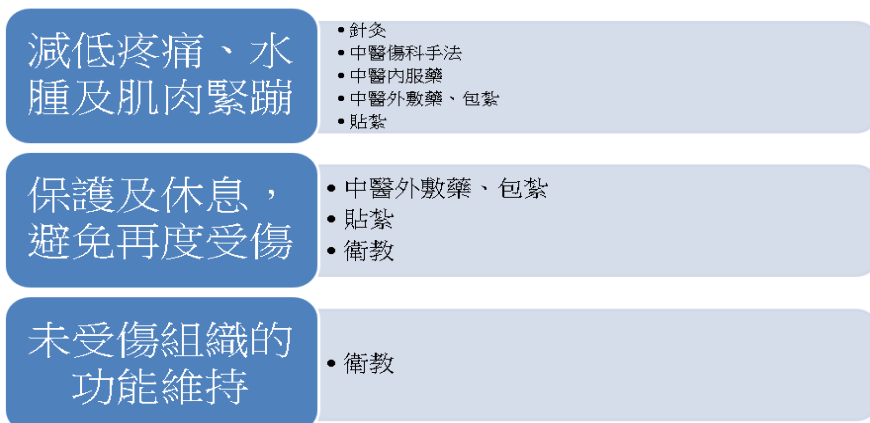 減低疼痛、水
腫及肌肉緊蹦
• 針灸
• 中醫傷科手法
• 中醫內服藥
• 中醫外敷藥、包紮
• 貼紮
保護及休息，
避免再度受傷
• 中醫外敷藥、包紮
• 貼紮
• 衛教
未受傷組織的
功能維持
• 衛教